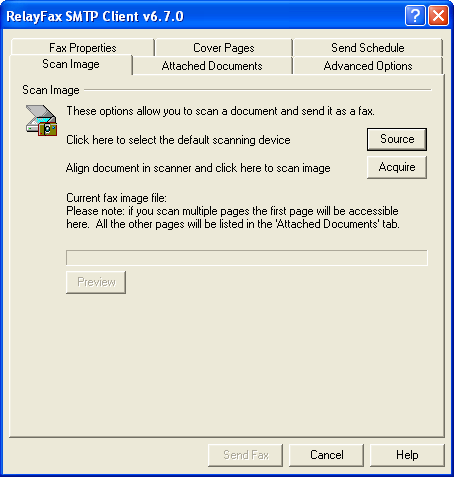 RelayFax SMTP Client v6.7.0
Fax Properties
Cover Pages
Send Schedule
Scan Image
Attached Documents
Advanced Options
Scan Image
These options allow you to scan a document and send it as a fax.
Click here to select the default scanning device
Source
Align document in scanner and click here to scan image
Acquire
Current fax image file:
Please note: if you scan multiple pages the first page will be accessible
here.  All the other pages will be listed in the 'Attached Documents' tab.
Preview
Send Fax
Cancel
Help